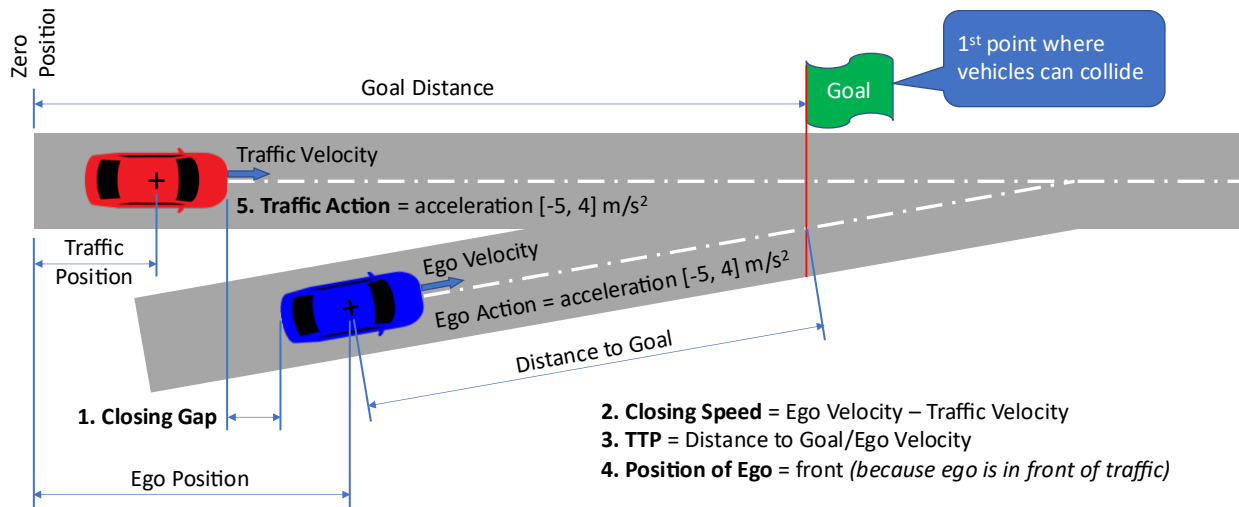 Zero
Position
Goal Distance
Goal
1st point where
vehicles can collide
Traffic Velocity
5. Traffic Action = acceleration [-5, 4] m/s2
Traffic
Position
Ego Velocity
Ego Action = acceleration [-5, 4] m/s2
Distance to Goal
1. Closing Gap
2. Closing Speed = Ego Velocity – Traffic Velocity
3. TTP = Distance to Goal/Ego Velocity
4. Position of Ego = front (because ego is in front of traffic)
Ego Position